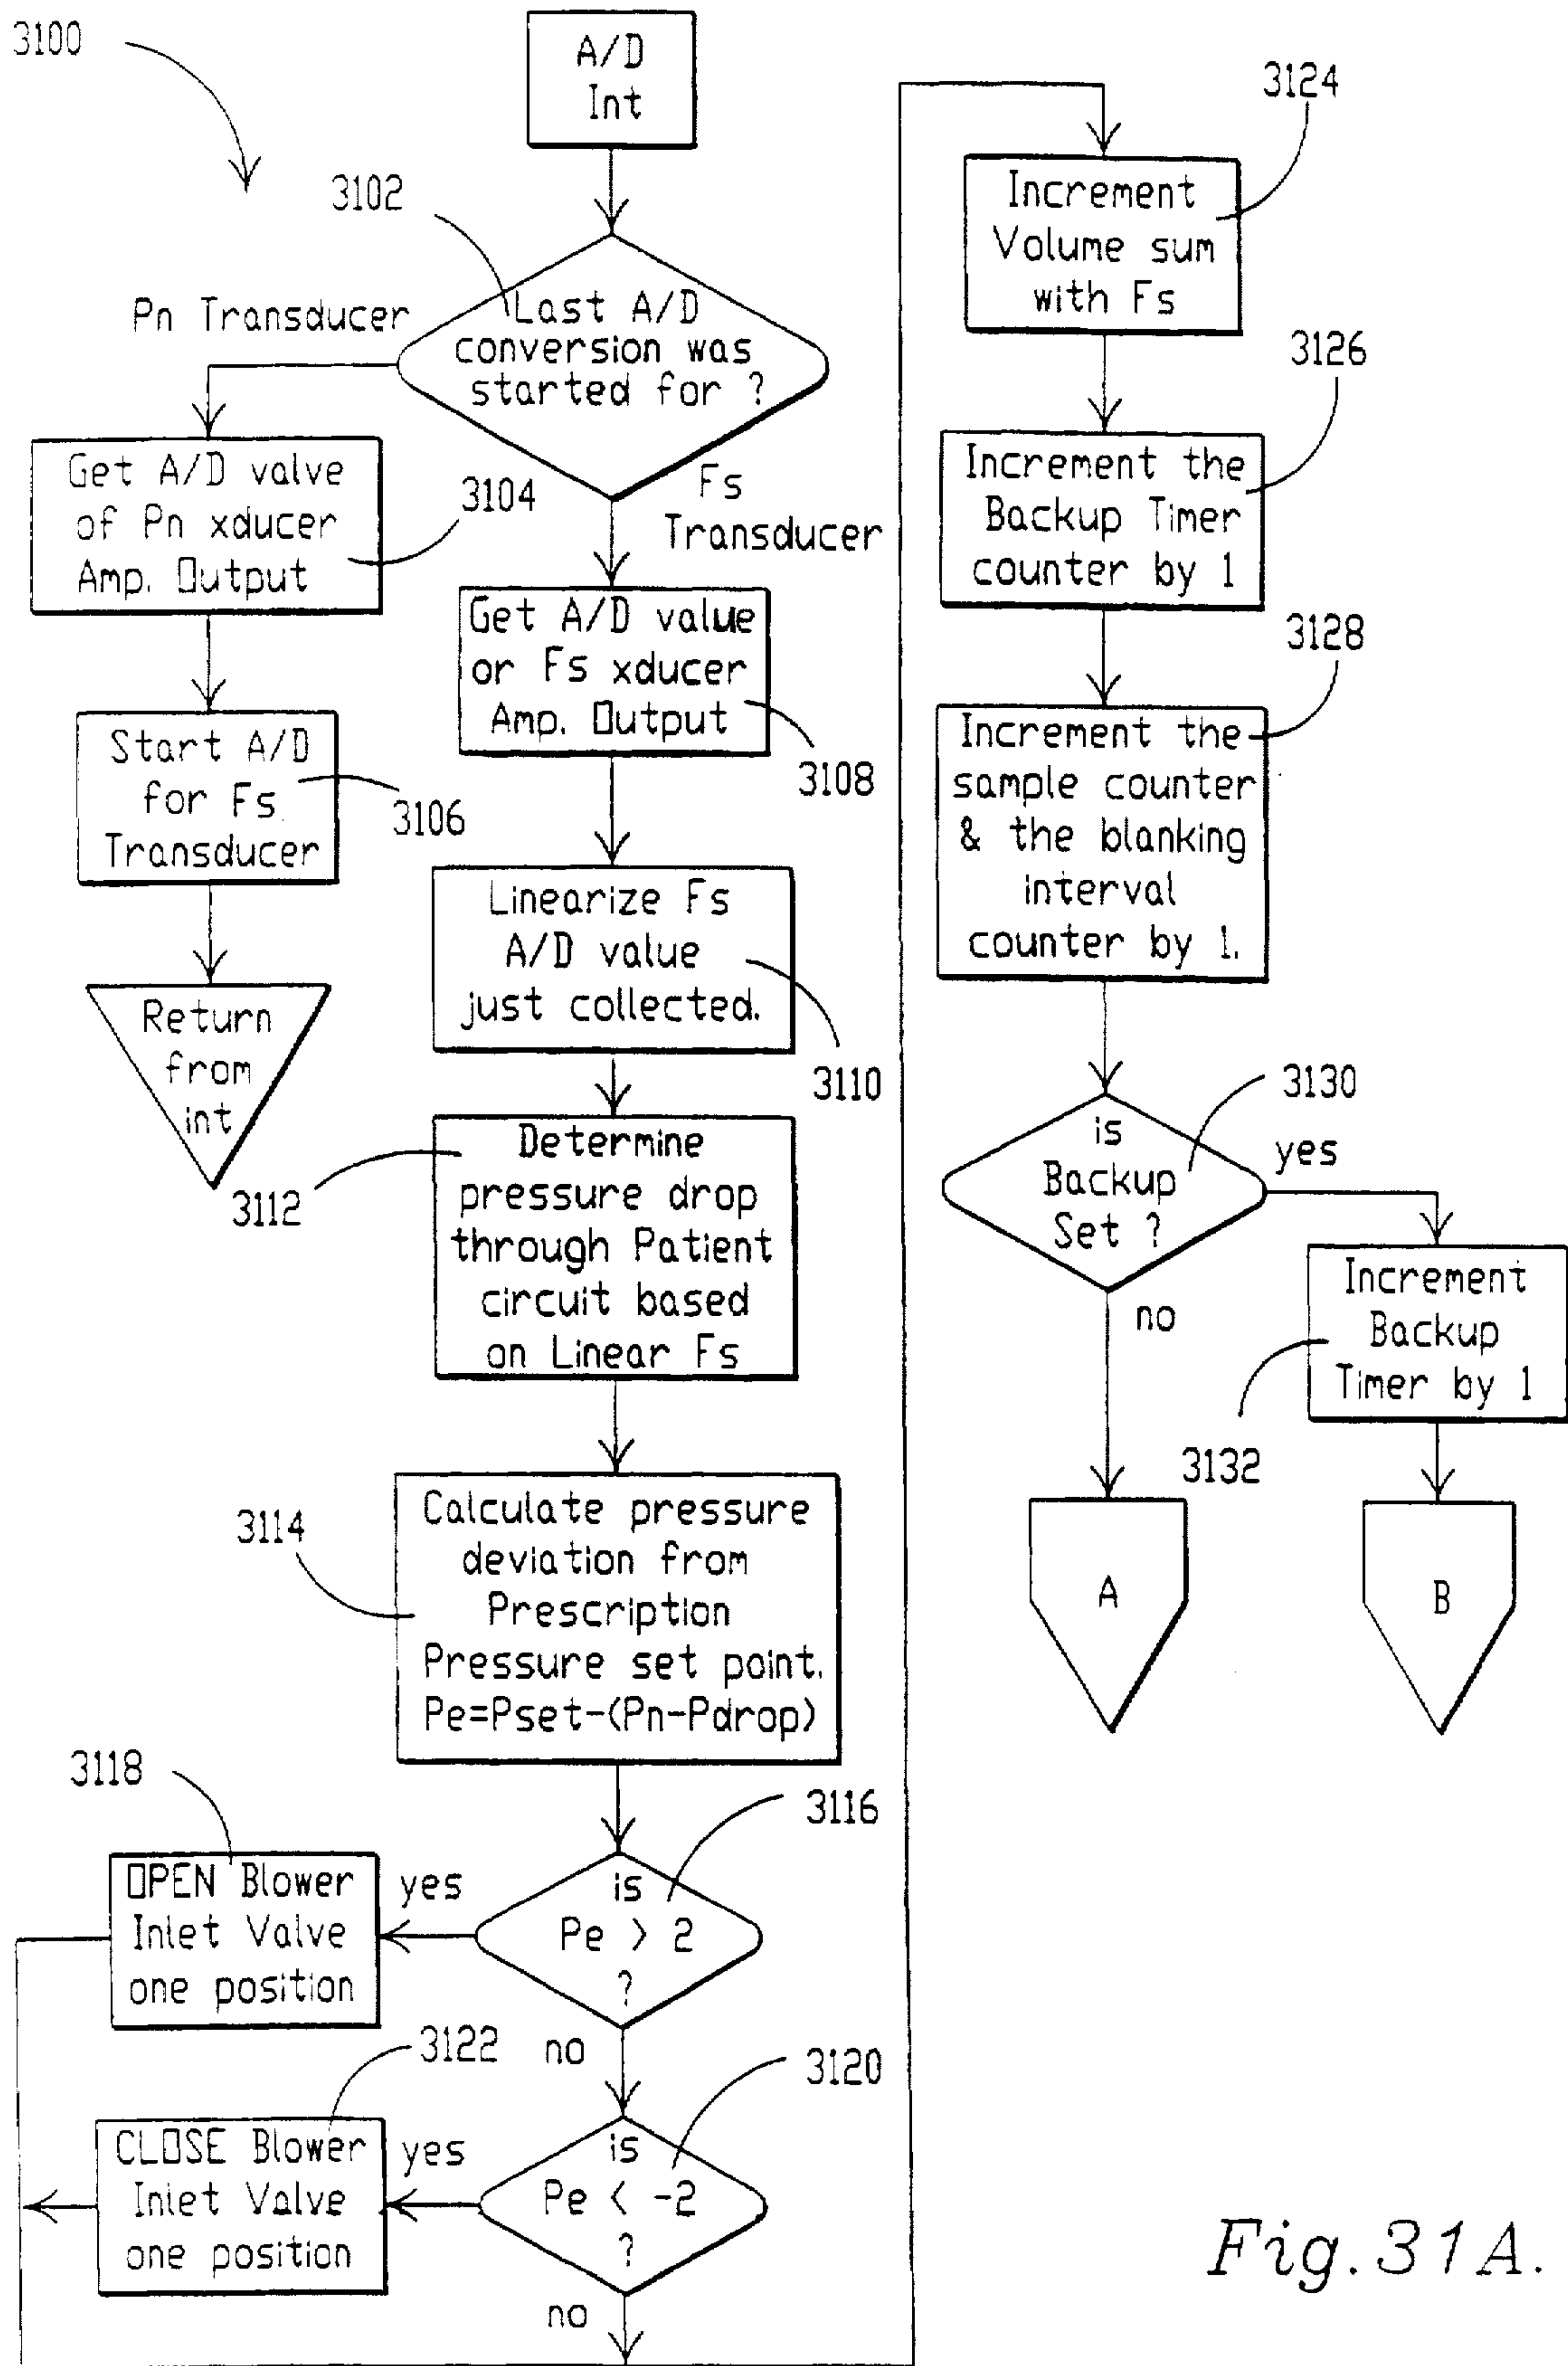 3100
A/D
Int
3102
Pn Transducer
Last A/D
conversion was
started for ?
Get A/D valve
of Pn xducer
Amp. Output
3104
Fs
Transducer
Start A/D
for Fs
Transducer
3106
Get A/D value
or Fs xducer
Amp. Output
3108
Return
from
int
Linearize Fs
A/D value
just collected.
3110
3112
Determine
pressure drop
through Patient
circuit based
on Linear Fs
3114
Calculate pressure
deviation from
Prescription
Pressure set point.
Pe=Pset-(Pn-Pdrop)
3118
3116
OPEN Blower
Inlet Valve
one position
yes
is
Pe > 2
?
no
3122
3120
CLOSE Blower
Inlet Valve
one position
yes
is
Pe < -2
?
no
3124
Increment
Volume sum
with Fs
3126
Increment the
Backup Timer
counter by 1
3128
Increment the
sample counter
& the blanking
interval
counter by 1.
3130
is
Backup
Set ?
yes
no
Increment
Backup
Timer by 1
3132
A
B
Fig. 31A.